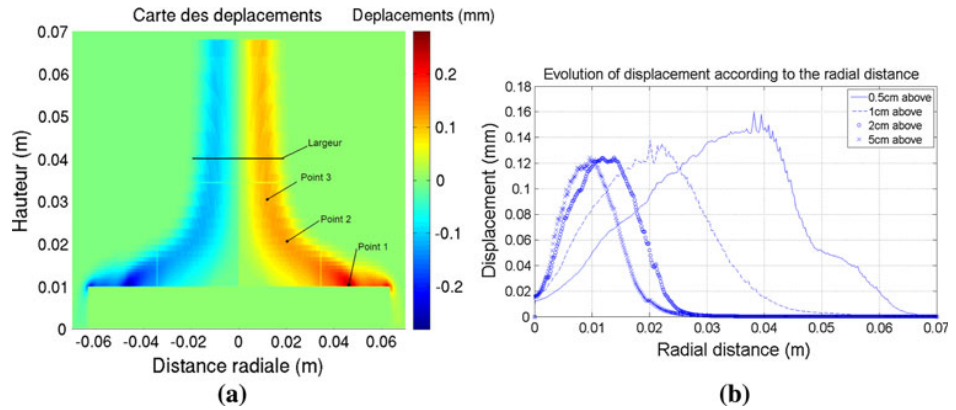 Carte des deplacements
Deplacements (mm)
0.07
0.06
0.05
0.04
0.03
0.02
0.01
0
Hauteur (m)
Largeur
Point 3
Point 2
Point 1
-0.06 -0.04 -0.02 0 0.02 0.04 0.06
Distance radiale (m)
0.2
0.1
0
-0.1
-0.2
(a)
Evolution of displacement according to the radial distance
0.18
0.16
0.14
0.12
0.10
0.08
0.06
0.04
0.02
0
Displacement (mm)
0.5cm above
1cm above
2cm above
5cm above
0 0.01 0.02 0.03 0.04 0.05 0.06 0.07
Radial distance (m)
(b)